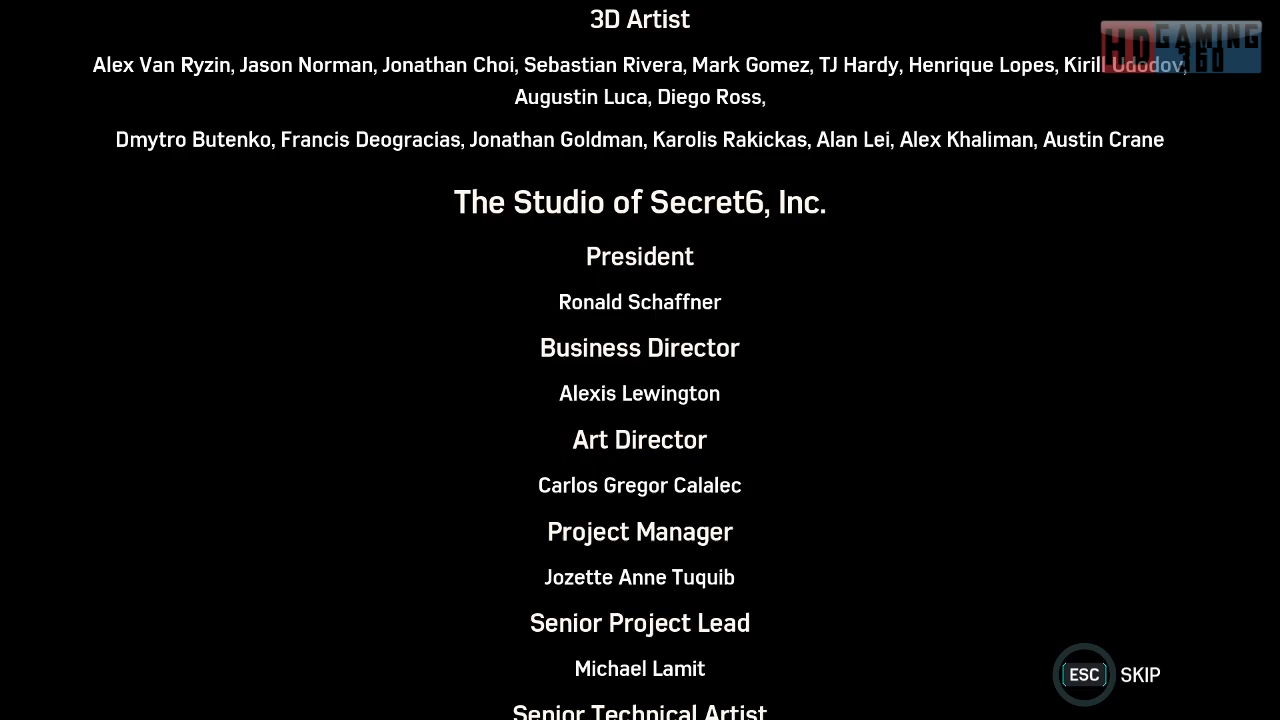 3D Artist
HD GAMING
360
Alex Van Ryzin, Jason Norman, Jonathan Choi, Sebastian Rivera, Mark Gomez, TJ Hardy, Henrique Lopes, Kirill Udodov,
Augustin Luca, Diego Ross,
Dmytro Butenko, Francis Deogracias, Jonathan Goldman, Karolis Rakickas, Alan Lei, Alex Khaliman, Austin Crane
The Studio of Secret6, Inc.
President
Ronald Schaffner
Business Director
Alexis Lewington
Art Director
Carlos Gregor Calalec
Project Manager
Jozette Anne Tuquib
Senior Project Lead
Michael Lamit
ESC SKIP
Senior Technical Artist